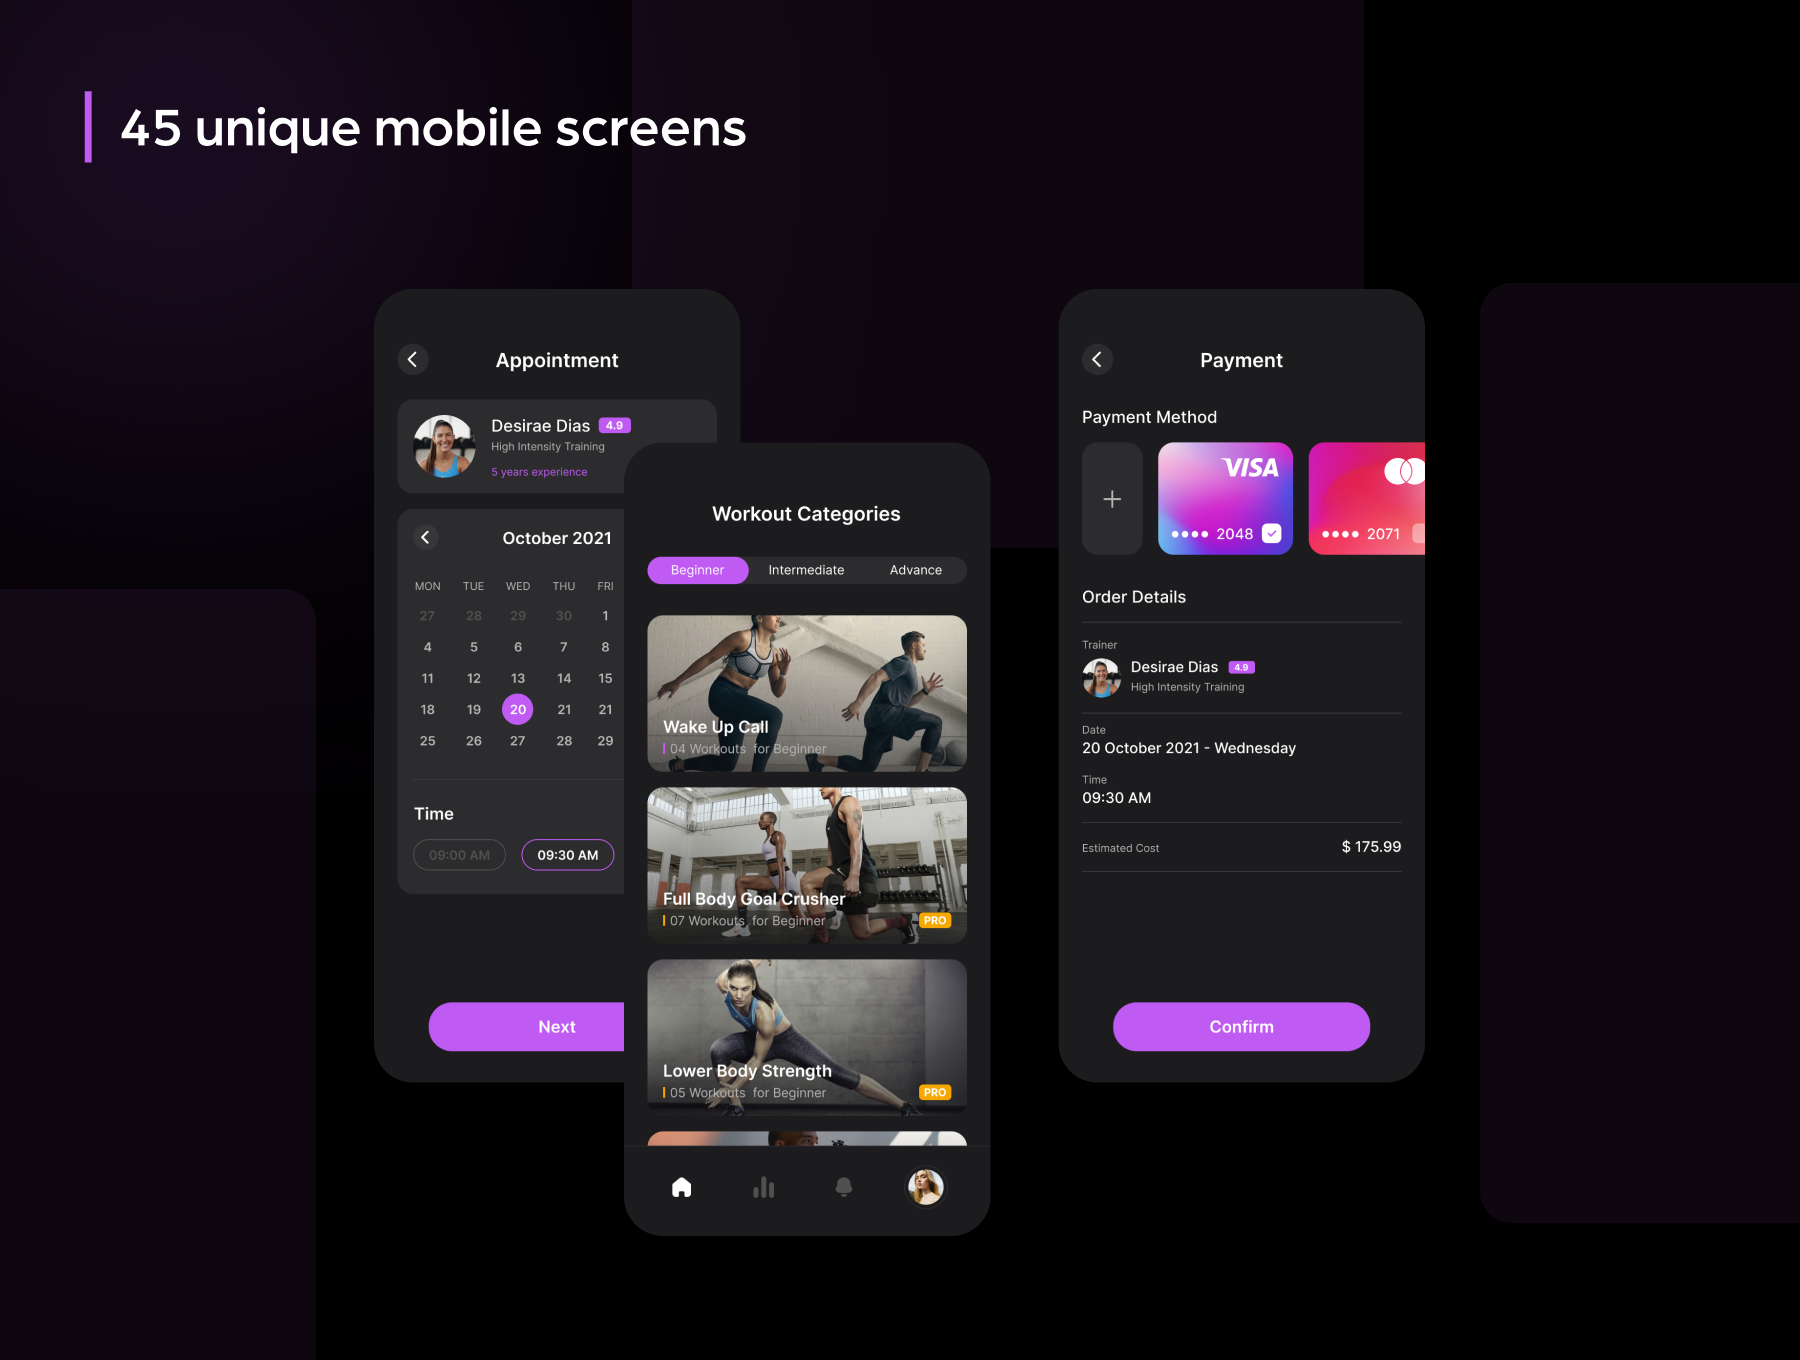 45 unique mobile screens
Appointment
Desirae Dias 4.9
High Intensity Training
5 years experience
October 2021
MON TUE WED THU FRI
27 28 29 30 1
4 5 6 7 8
11 12 13 14 15
18 19 20 21 21
25 26 27 28 29
Time
09:00 AM 09:30 AM
Next
Workout Categories
Beginner Intermediate Advance
Wake Up Call
04 Workouts for Beginner
Full Body Goal Crusher
07 Workouts for Beginner PRO
Lower Body Strength
05 Workouts for Beginner PRO
Payment
Payment Method
VISA
•••• 2048
•••• 2071
Order Details
Trainer
Desirae Dias 4.9
High Intensity Training
Date
20 October 2021 - Wednesday
Time
09:30 AM
Estimated Cost $ 175.99
Confirm